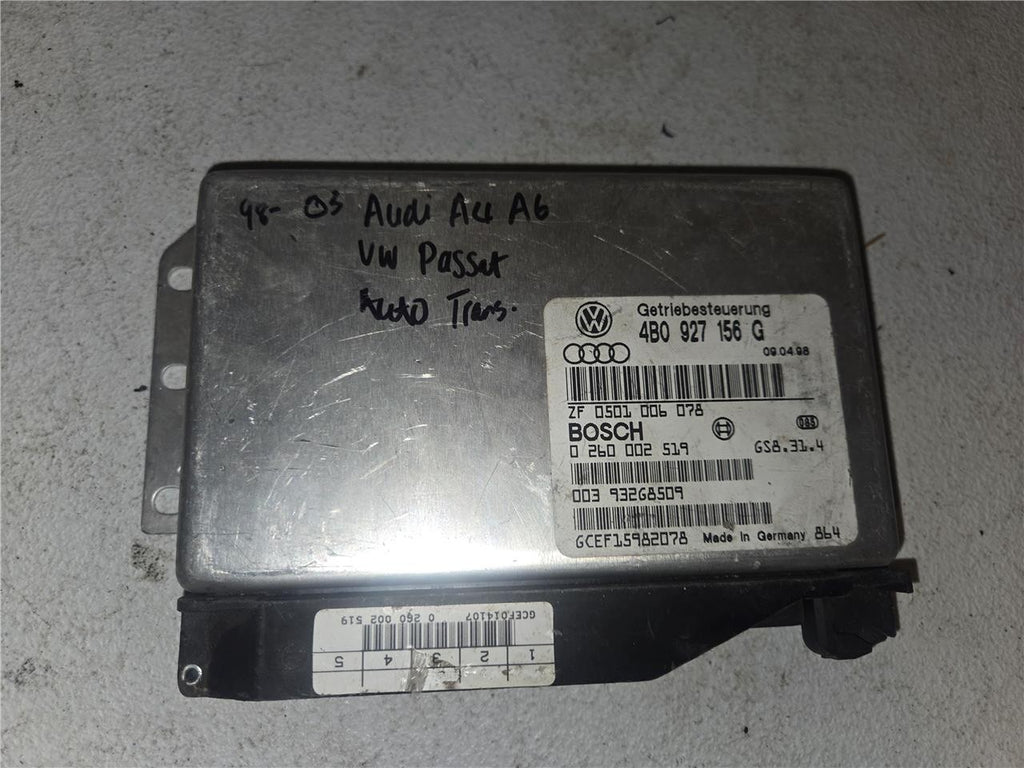 98- 03 Audi A4 A6
VW Passat
Auto Trans.
Getriebesteuerung
4B0 927 156 G
09.04.98
ZF 0501 006 078
BOSCH
0 260 002 519 GS8.31.4
003 93268509
GCEF15982078 Made in Germany 864
1 2 3 4 5
0 260 002 519 GCEF014107